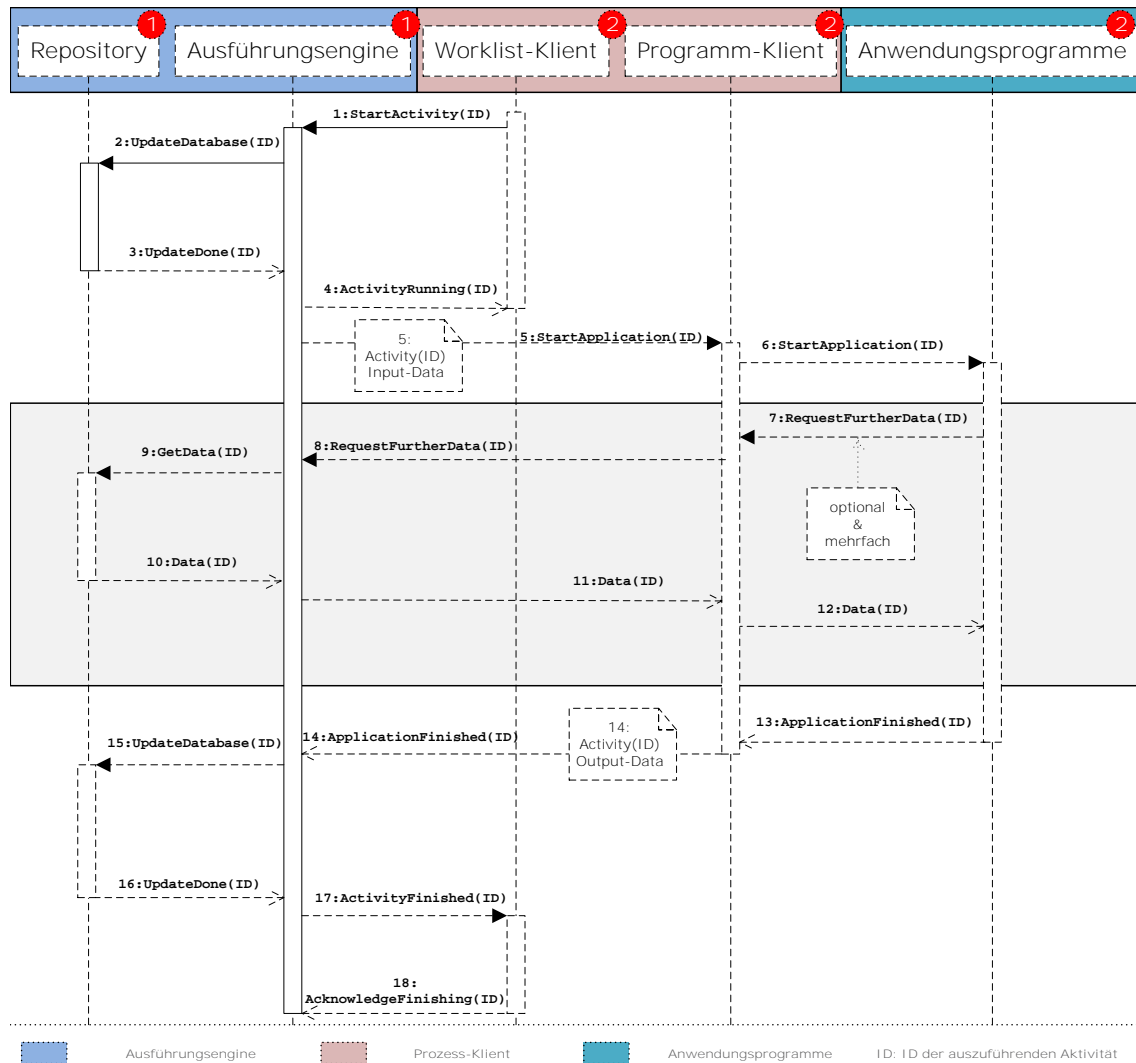 1 1 2 2 2
Repository Ausführungsengine Worklist-Klient Programm-Klient Anwendungsprogramme
1:StartActivity(ID)
2:UpdateDatabase(ID)
3:UpdateDone(ID)
4:ActivityRunning(ID)
5:
Activity(ID)
Input-Data
5:StartApplication(ID)
6:StartApplication(ID)
7:RequestFurtherData(ID)
8:RequestFurtherData(ID)
9:GetData(ID)
optional
&
mehrfach
10:Data(ID)
11:Data(ID)
12:Data(ID)
13:ApplicationFinished(ID)
14:
Activity(ID)
Output-Data
14:ApplicationFinished(ID)
15:UpdateDatabase(ID)
16:UpdateDone(ID)
17:ActivityFinished(ID)
18:
AcknowledgeFinishing(ID)
Ausführungsengine Prozess-Klient Anwendungsprogramme ID: ID der auszuführenden Aktivität